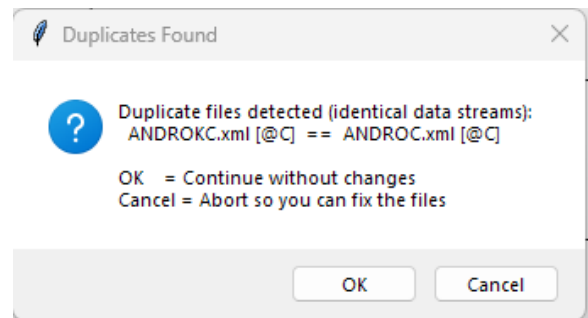 Duplicates Found
Duplicate files detected (identical data streams):
ANDROKC.xml [@C] == ANDROC.xml [@C]
OK = Continue without changes
Cancel = Abort so you can fix the files
OK Cancel